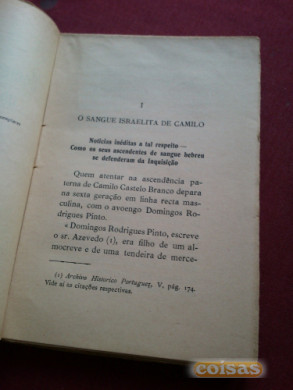 I
O SANGUE ISRAELITA DE CAMILO
Notícias inéditas a tal respeito —
Como os seus ascendentes de sangue hebreu
se defenderam da Inquisição
Quem atentar na ascendência pa-
terna de Camilo Castelo Branco depara
na sexta geração em linha recta mas-
culina, com o avoengo Domingos Ro-
drigues Pinto.
«Domingos Rodrigues Pinto, escreve
o sr. Azevedo (1), era filho de um al-
mocreve e de uma tendeira de merce-
(1) Archivo Historico Portuguez, V, pág. 174.
Vide aí os citações respectivas.
coisas